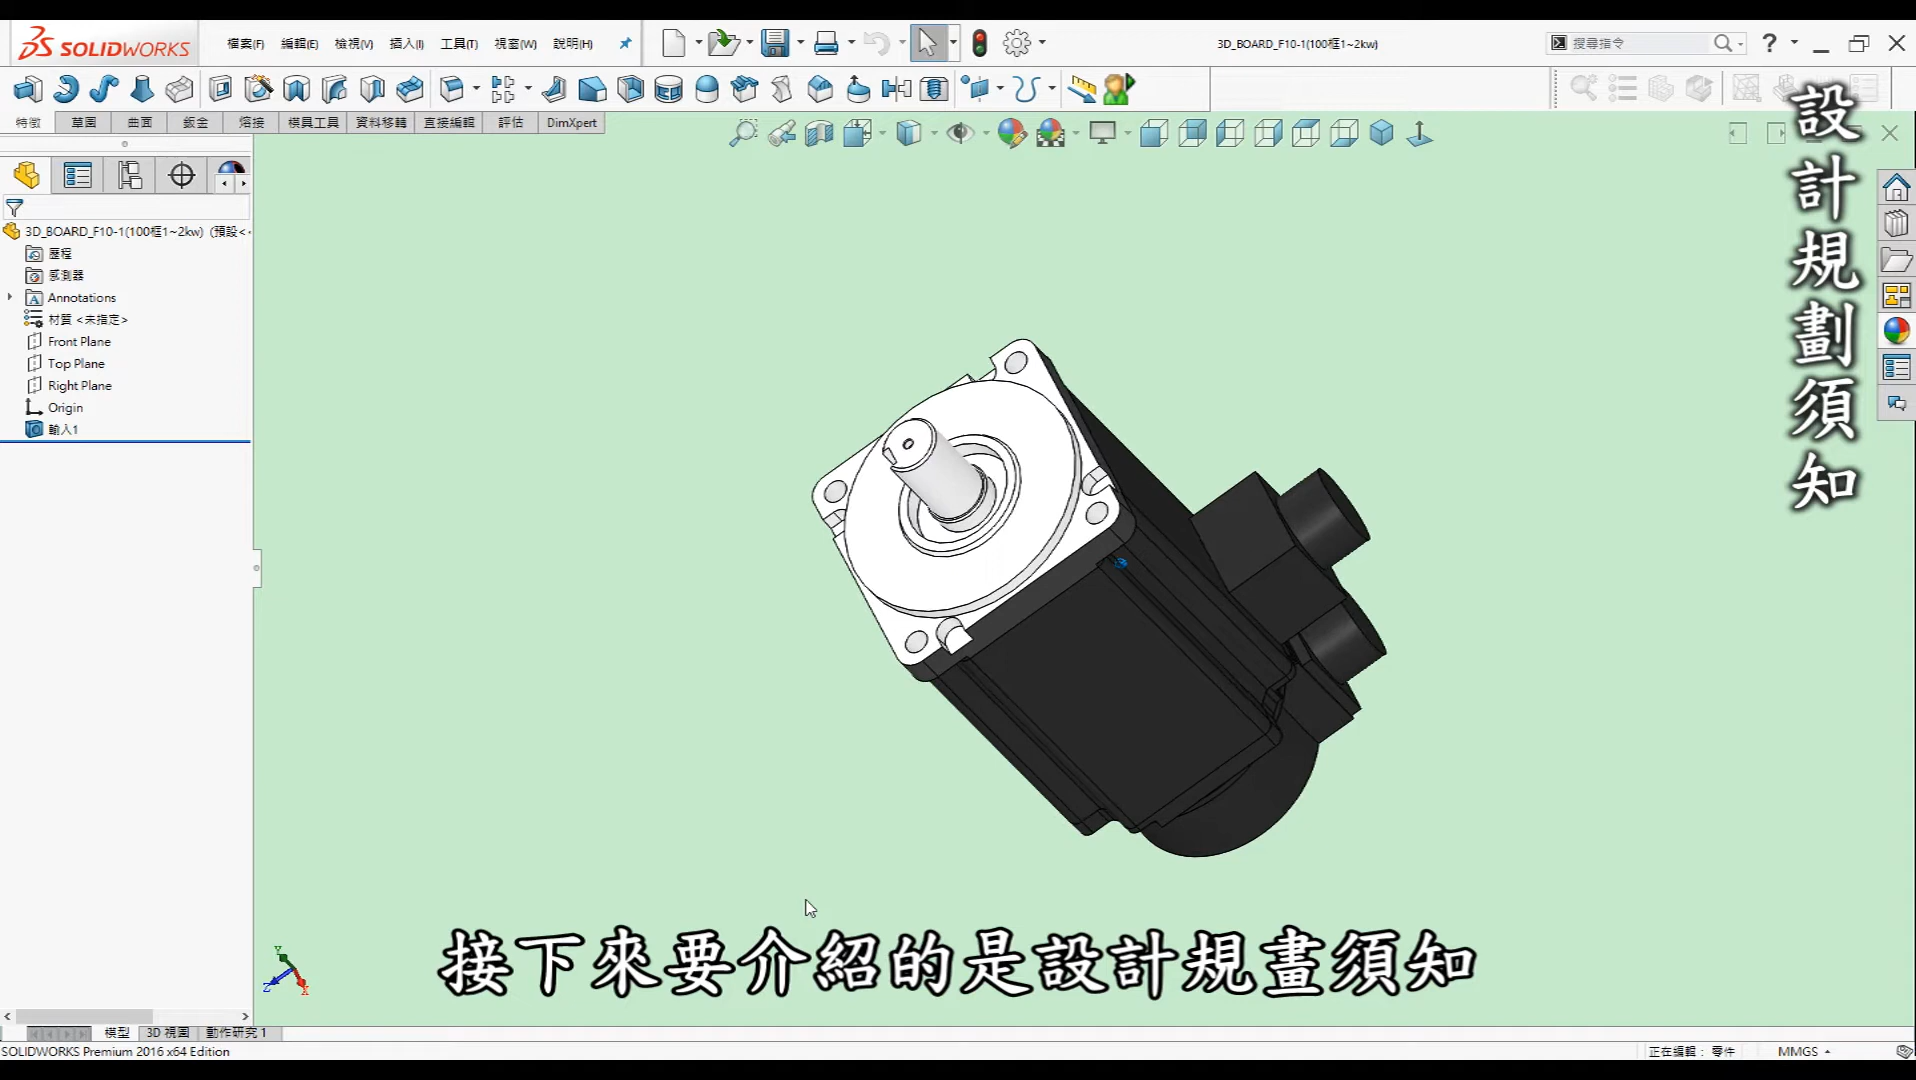 SOLIDWORKS
檔案(F) 編輯(E) 檢視(V) 插入(I) 工具(T) 視窗(W) 說明(H)
3D_BOARD_F10-1(100框1~2kw)
搜尋指令
特徵 草圖 曲面 鈑金 熔接 模具工具 資料移轉 直接編輯 評估 DimXpert
設計規劃須知
3D_BOARD_F10-1(100框1~2kw) (預設<
歷程
感測器
Annotations
材質 <未指定>
Front Plane
Top Plane
Right Plane
Origin
輸入1
Y
Z
X
接下來要介紹的是設計規畫須知
模型 3D 視圖 動作研究 1
SOLIDWORKS Premium 2016 x64 Edition
正在編輯： 零件
MMGS